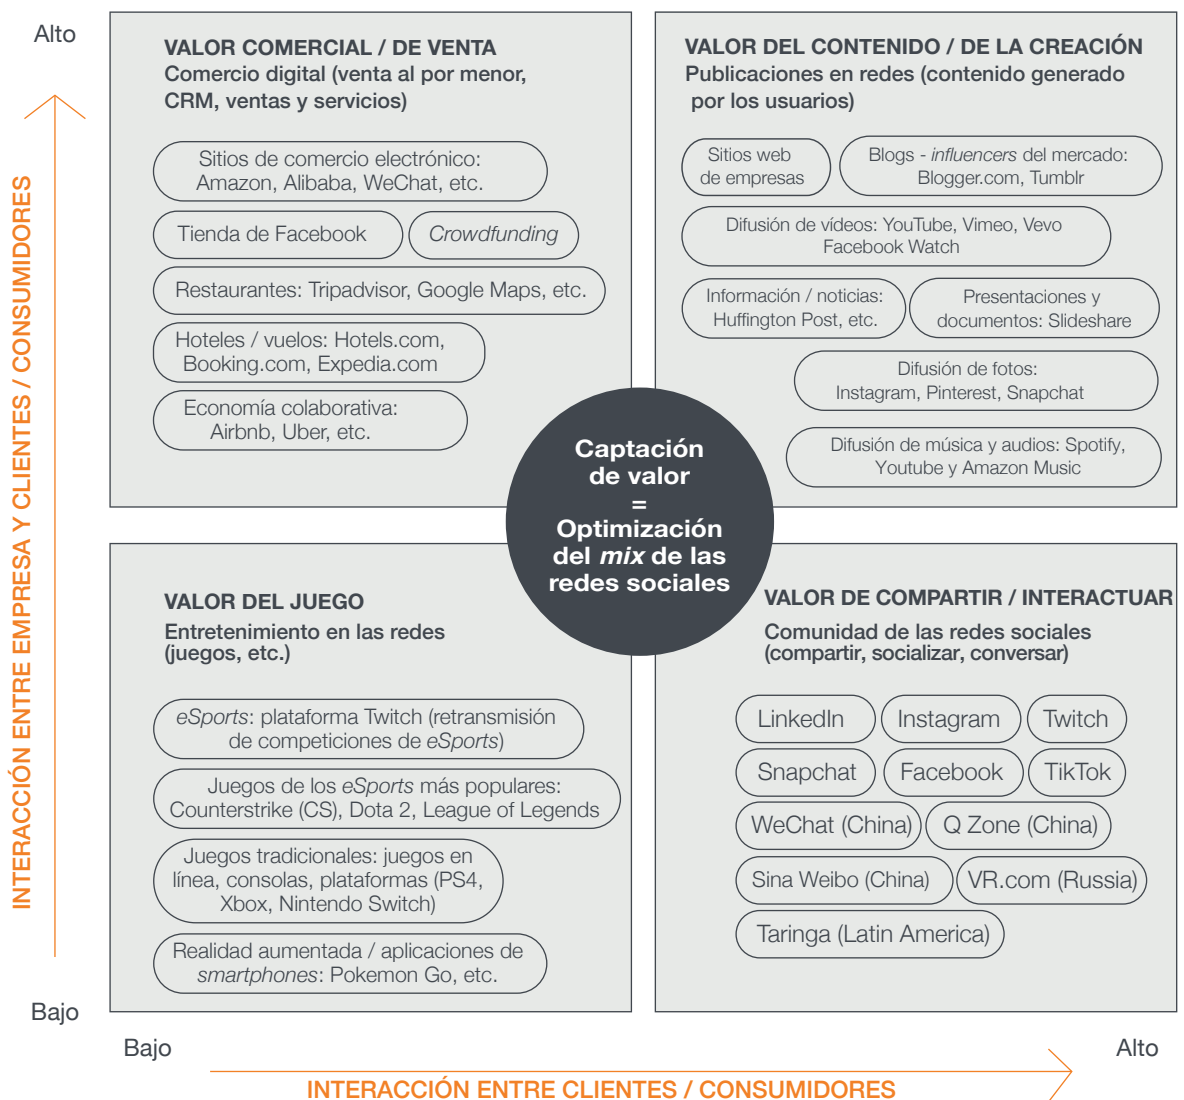 Alto
VALOR COMERCIAL / DE VENTA
Comercio digital (venta al por menor,
CRM, ventas y servicios)
Sitios de comercio electrónico:
Amazon, Alibaba, WeChat, etc.
Tienda de Facebook
Crowdfunding
Restaurantes: Tripadvisor, Google Maps, etc.
Hoteles / vuelos: Hotels.com,
Booking.com, Expedia.com
Economía colaborativa:
Airbnb, Uber, etc.
VALOR DEL CONTENIDO / DE LA CREACIÓN
Publicaciones en redes (contenido generado
por los usuarios)
Sitios web
de empresas
Blogs - influencers del mercado:
Blogger.com, Tumblr
Difusión de vídeos: YouTube, Vimeo, Vevo
Facebook Watch
Información / noticias:
Huffington Post, etc.
Presentaciones y
documentos: Slideshare
Difusión de fotos:
Instagram, Pinterest, Snapchat
Difusión de música y audios: Spotify,
Youtube y Amazon Music
Captación
de valor
=
Optimización
del mix de las
redes sociales
VALOR DEL JUEGO
Entretenimiento en las redes
(juegos, etc.)
eSports: plataforma Twitch (retransmisión
de competiciones de eSports)
Juegos de los eSports más populares:
Counterstrike (CS), Dota 2, League of Legends
Juegos tradicionales: juegos en
línea, consolas, plataformas (PS4,
Xbox, Nintendo Switch)
Realidad aumentada / aplicaciones de
smartphones: Pokemon Go, etc.
VALOR DE COMPARTIR / INTERACTUAR
Comunidad de las redes sociales
(compartir, socializar, conversar)
LinkedIn
Instagram
Twitch
Snapchat
Facebook
TikTok
WeChat (China)
Q Zone (China)
Sina Weibo (China)
VR.com (Russia)
Taringa (Latin America)
INTERACCIÓN ENTRE EMPRESA Y CLIENTES / CONSUMIDORES
Bajo
Bajo
Alto
INTERACCIÓN ENTRE CLIENTES / CONSUMIDORES